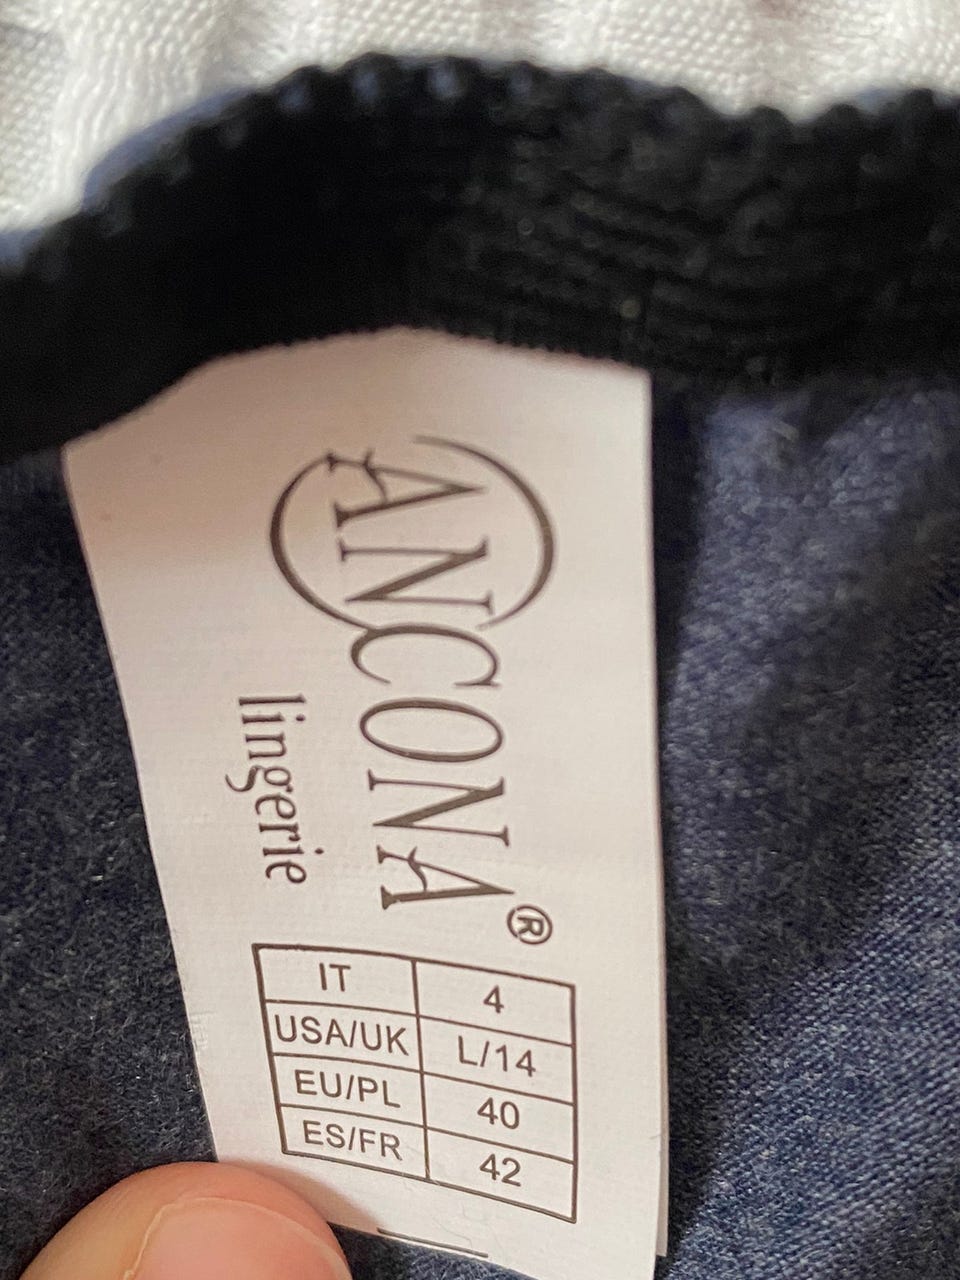 ANCONA®
lingerie
IT 4
USA/UK L/14
EU/PL 40
ES/FR 42